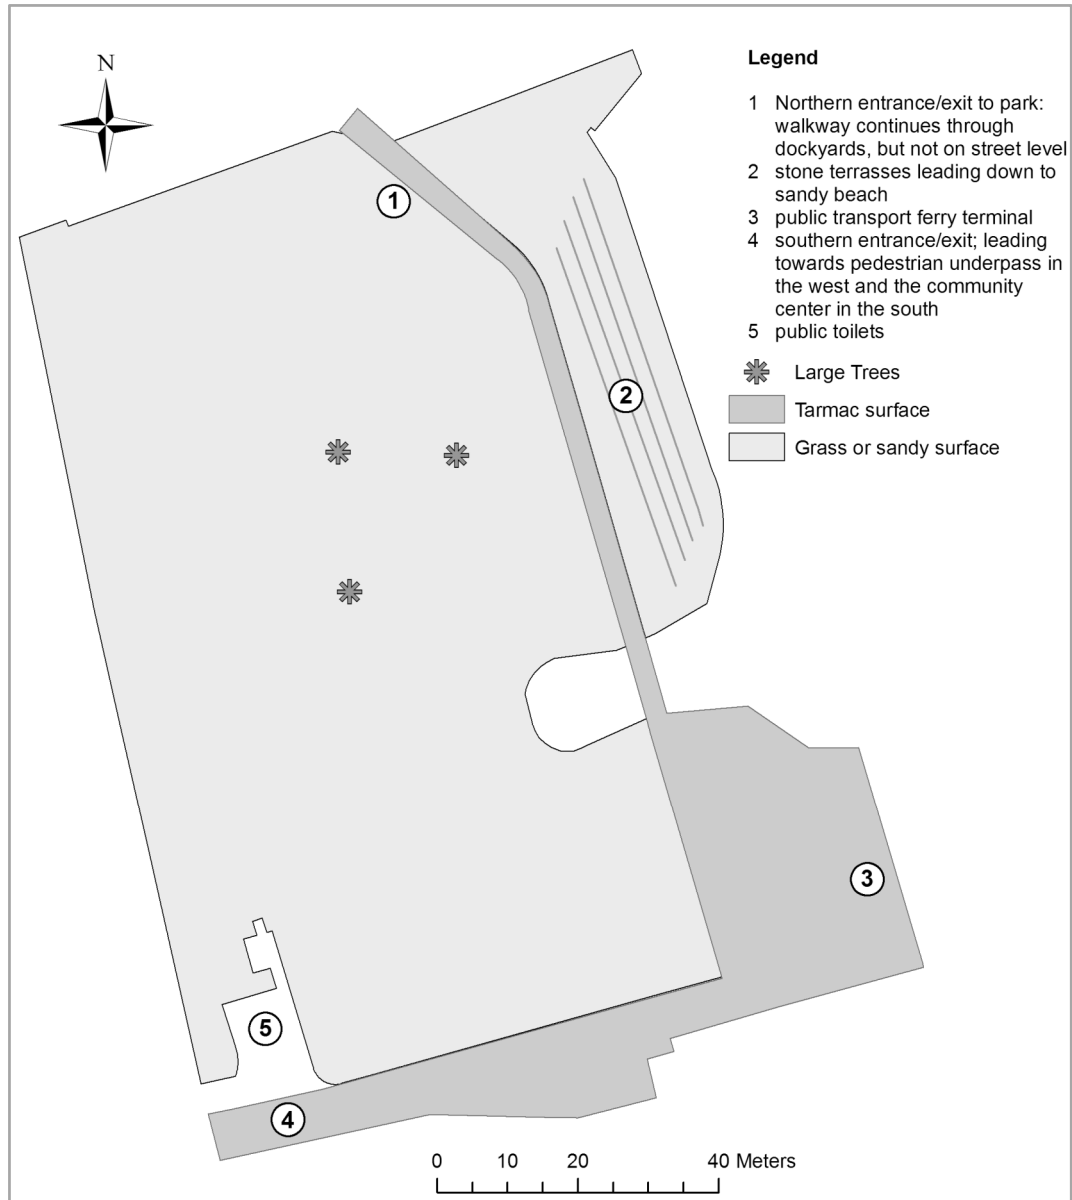 N
Legend
1 Northern entrance/exit to park:
walkway continues through
dockyards, but not on street level
2 stone terrasses leading down to
sandy beach
3 public transport ferry terminal
4 southern entrance/exit; leading
towards pedestrian underpass in
the west and the community
center in the south
5 public toilets
Large Trees
Tarmac surface
Grass or sandy surface
1
2
3
5
4
0 10 20 40 Meters